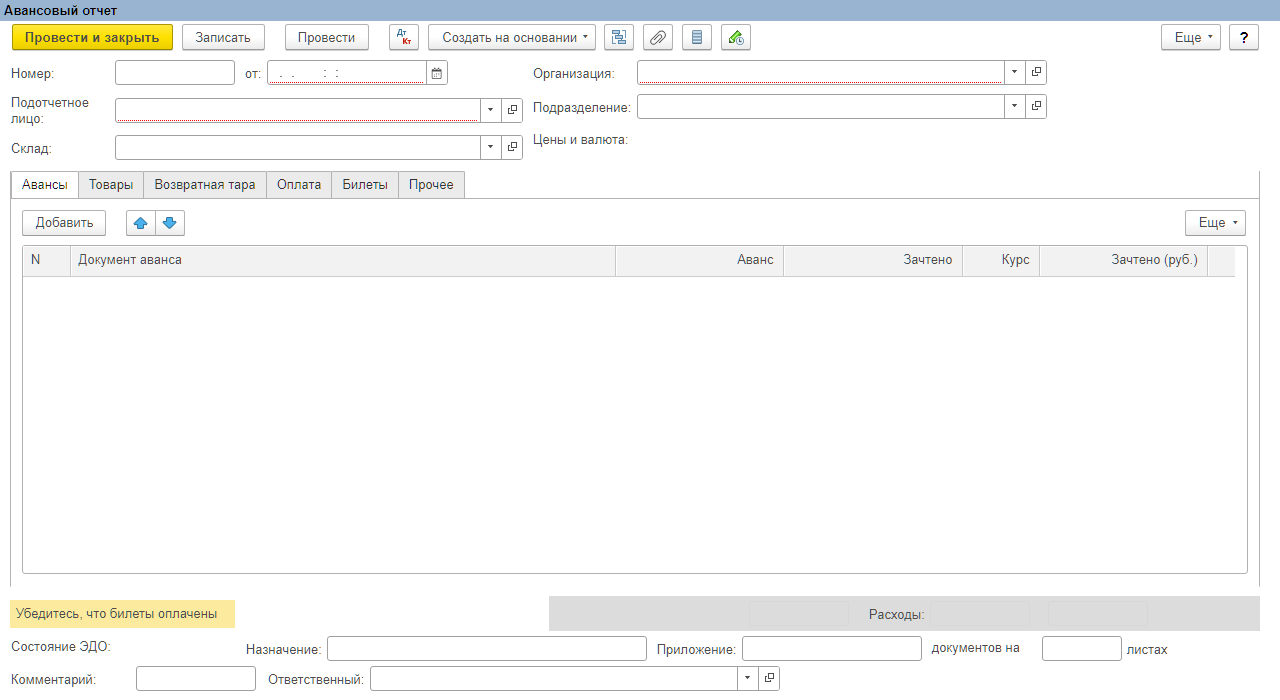 Авансовый отчет
Провести и закрыть Записать Провести Дт Кт Создать на основании Еще ?
Номер: от: . . : : Организация:
Подотчетное лицо: Подразделение:
Склад: Цены и валюта:
Авансы Товары Возвратная тара Оплата Билеты Прочее
Добавить Еще
N Документ аванса Аванс Зачтено Курс Зачтено (руб.)
Убедитесь, что билеты оплачены Расходы:
Состояние ЭДО: Назначение: Приложение: документов на листах
Комментарий: Ответственный: